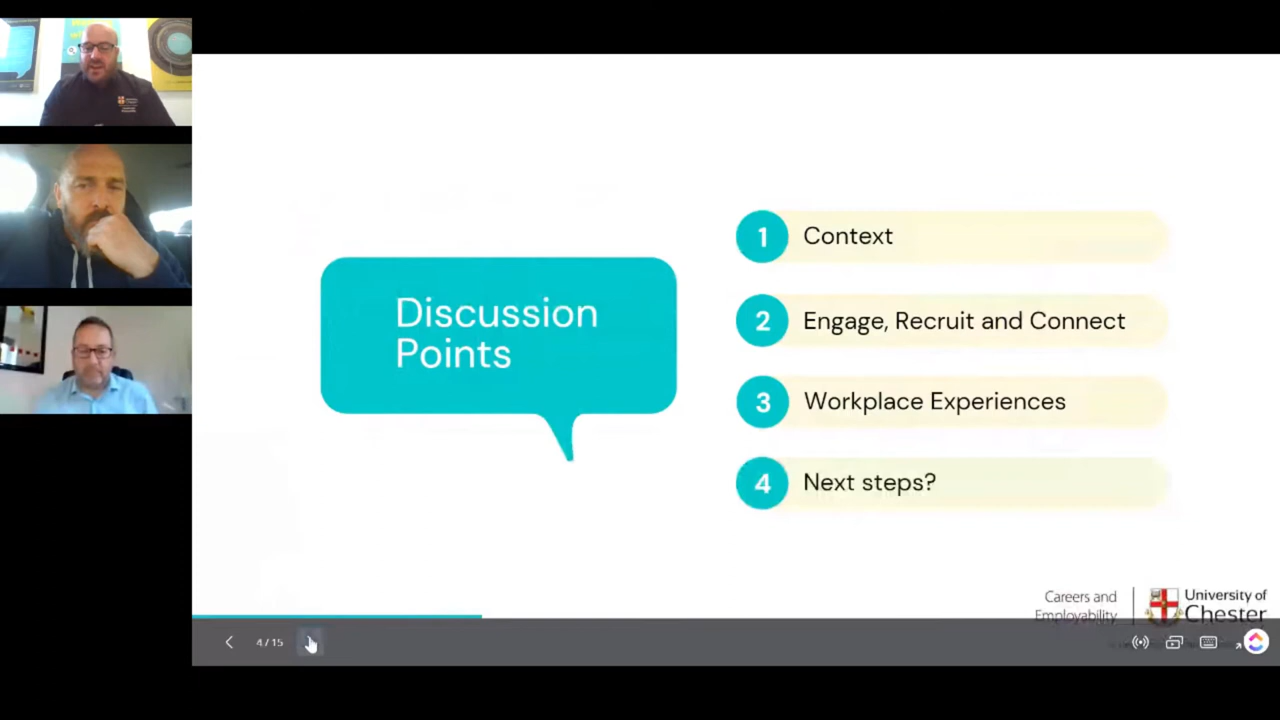 Discussion
Points
1 Context
2 Engage, Recruit and Connect
3 Workplace Experiences
4 Next steps?
Careers and
Employability
University of
Chester
4 / 15